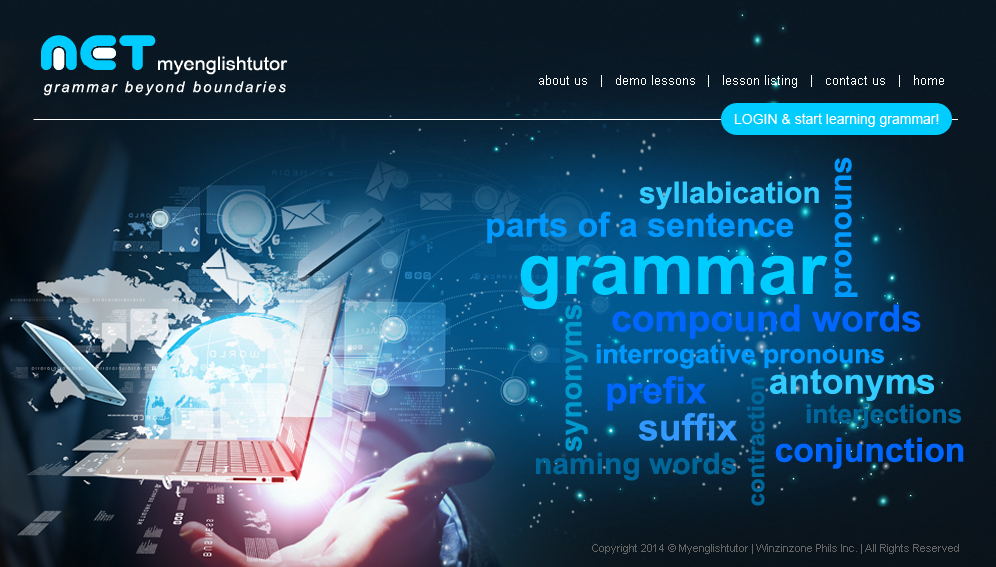 MET myenglishtutor
grammar beyond boundaries
about us | demo lessons | lesson listing | contact us | home
LOGIN & start learning grammar!
syllabication
pronouns
parts of a sentence
grammar
synonyms
compound words
interrogative pronouns
prefix
antonyms
contraction
interjections
suffix
conjunction
naming words
WORLD
BUSINESS
Copyright 2014 © Myenglishtutor | Winzinzone Phils Inc. | All Rights Reserved